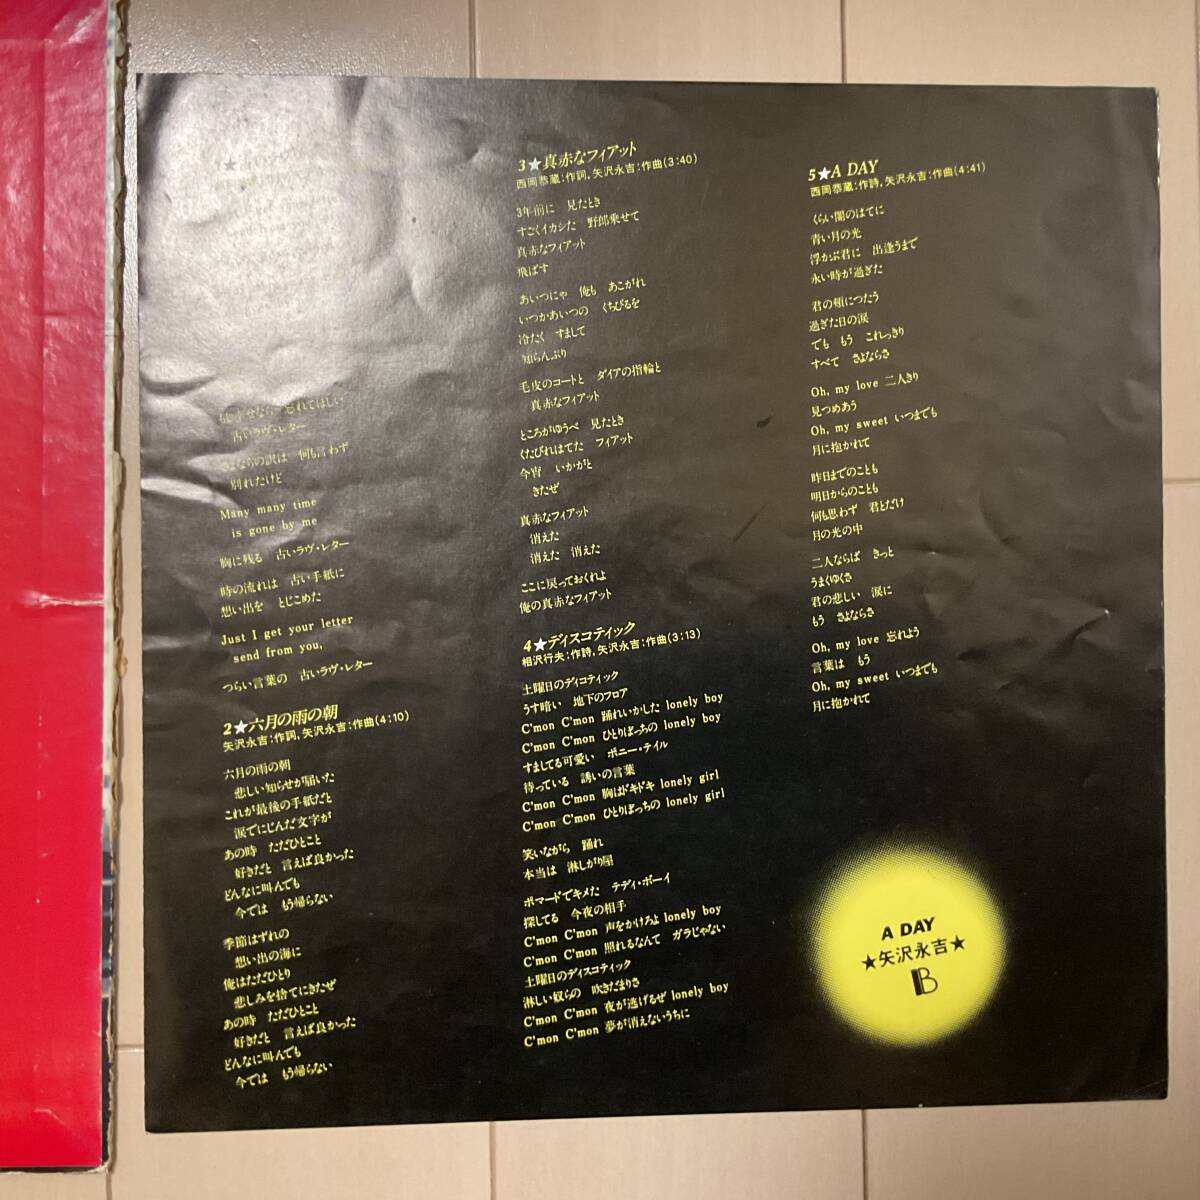 古いラヴ・レター
忘れてほしい
古いラヴ・レター
さよならの訳は 何も言わず
別れたけど
Many many time
is gone by me
胸に残る 古いラヴ・レター
時の流れは 古い手紙に
想い出を とじこめた
Just I get your letter
send from you,
つらい言葉の 古いラヴ・レター
2★六月の雨の朝
矢沢永吉:作詞,矢沢永吉:作曲(4:10)
六月の雨の朝
悲しい知らせが届いた
これが最後の手紙だと
涙でにじんだ文字が
あの時 ただひとこと
好きだと 言えば良かった
どんなに叫んでも
今では もう帰らない
季節はずれの
想い出の海に
俺はただひとり
悲しみを捨てにきたぜ
あの時 ただひとこと
好きだと 言えば良かった
どんなに叫んでも
今では もう帰らない
3★真赤なフィアット
西岡恭蔵:作詞,矢沢永吉:作曲(3:40)
3年前に 見たとき
すごくイカシた 野郎乗せて
真赤なフィアット
飛ばす
あいつにゃ 俺も あこがれ
いつかあいつの くちびるを
冷たく すまして
知らんぷり
毛皮のコートと ダイアの指輪と
真赤なフィアット
ところがゆうべ 見たとき
くたびれはてた フィアット
今宵 いかがと
きたぜ
真赤なフィアット
消えた
消えた 消えた
ここに戻っておくれよ
俺の真赤なフィアット
4★ディスコティック
相沢行夫:作詩,矢沢永吉:作曲(3:13)
土曜日のディコティック
うす暗い 地下のフロア
C'mon C'mon 踊れいかした lonely boy
C'mon C'mon ひとりぼっちの lonely boy
すましてる可愛い ポニー・テイル
待っている 誘いの言葉
C'mon C'mon 胸はドキドキ lonely girl
C'mon C'mon ひとりぼっちの lonely girl
笑いながら 踊れ
本当は 淋しがり屋
ポマードでキメた テディ・ボーイ
探してる 今夜の相手
C'mon C'mon 声をかけろよ lonely boy
C'mon C'mon 照れるなんて ガラじゃない
土曜日のディスコティック
淋しい奴らの 吹きだまりさ
C'mon C'mon 夜が逃げるぜ lonely boy
C'mon C'mon 夢が消えないうちに
5★A DAY
西岡恭蔵:作詩,矢沢永吉:作曲(4:41)
くらい闇のはてに
青い月の光
浮かぶ君に 出逢うまで
永い時が過ぎた
君の頬につたう
過ぎた日の涙
でも もう これっきり
すべて さよならさ
Oh, my love 二人きり
見つめあう
Oh, my sweet いつまでも
月に抱かれて
昨日までのことも
明日からのことも
何も思わず 君とだけ
月の光の中
二人ならば きっと
うまくゆくさ
君の悲しい 涙に
もう さよならさ
Oh, my love 忘れよう
言葉は もう
Oh, my sweet いつまでも
月に抱かれて
A DAY
★矢沢永吉★
B